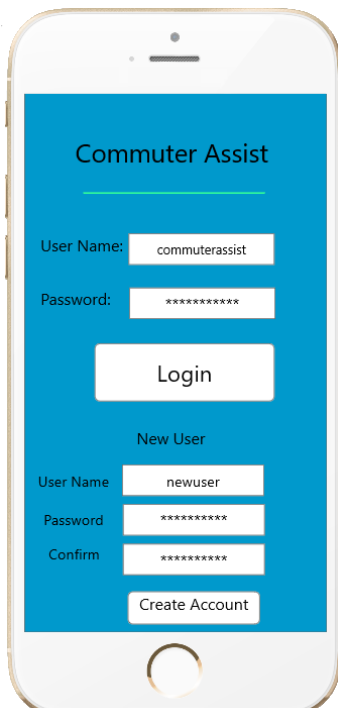 Commuter Assist
User Name: commuterassist
Password: ***********
Login
New User
User Name newuser
Password **********
Confirm **********
Create Account